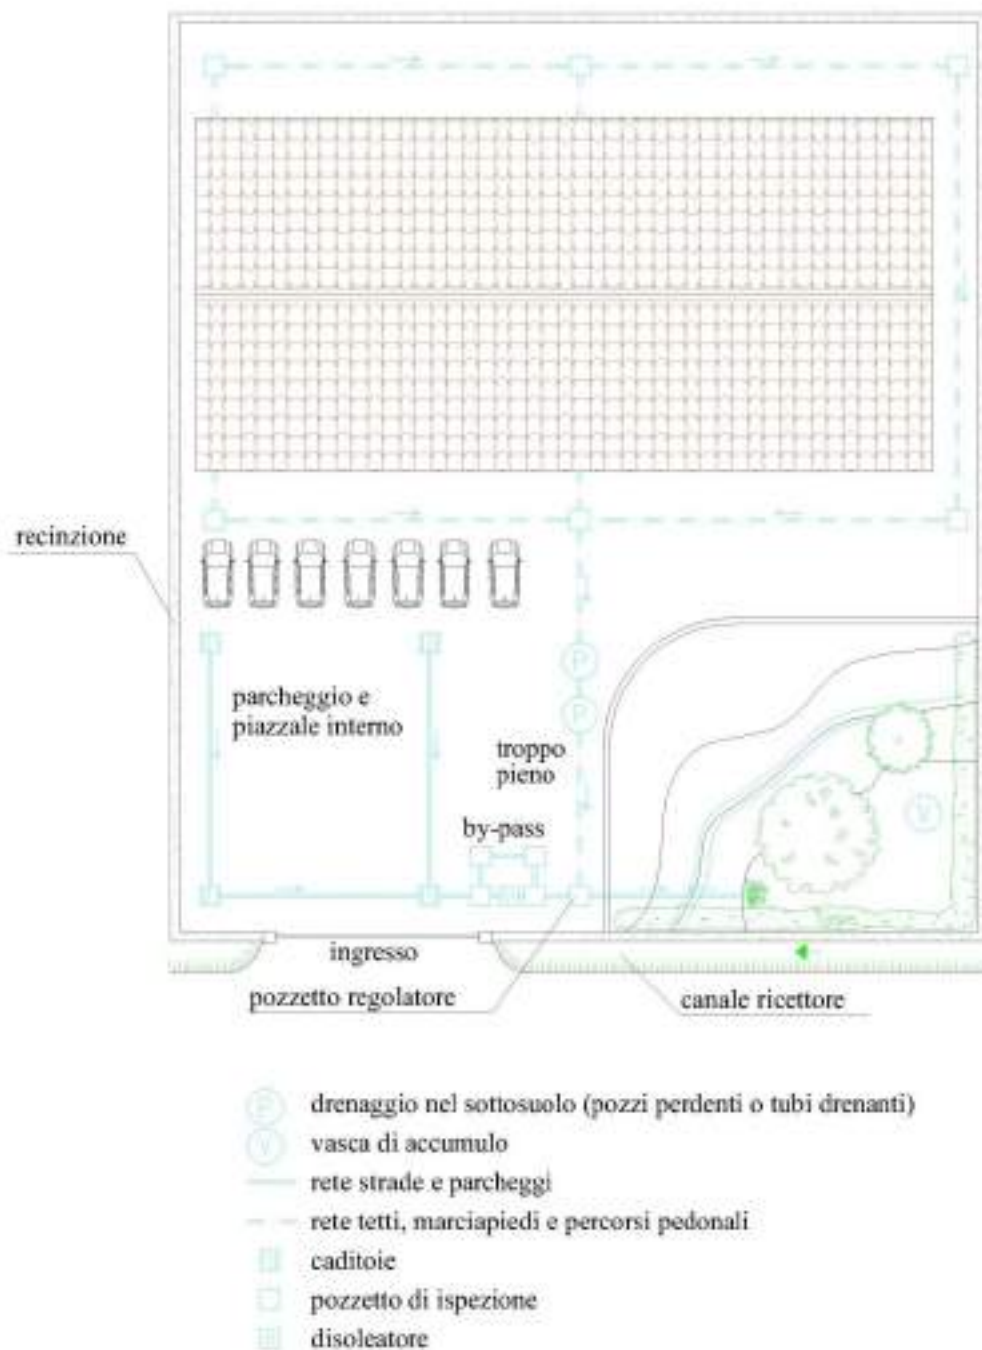 recinzione
P
parcheggio e
piazzale interno
P
troppo
pieno
by-pass
V
ingresso
pozzetto regolatore
canale ricettore
P drenaggio nel sottosuolo (pozzi perdenti o tubi drenanti)
V vasca di accumulo
rete strade e parcheggi
rete tetti, marciapiedi e percorsi pedonali
caditoie
pozzetto di ispezione
disoleatore